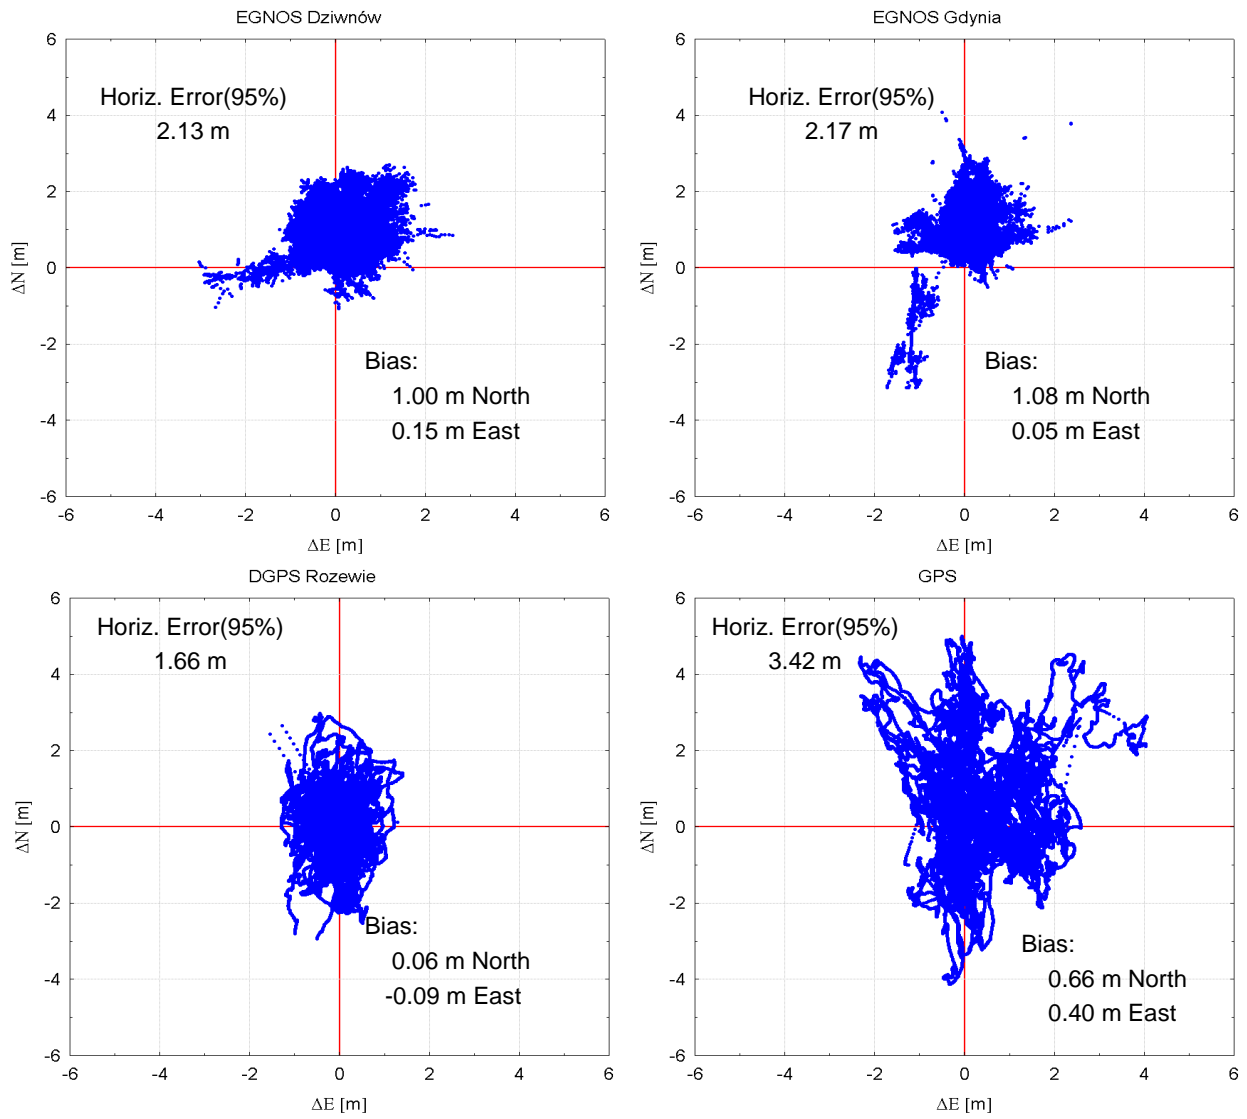 EGNOS Dziwnów
Horiz. Error(95%)
2.13 m
Bias:
1.00 m North
0.15 m East
6
4
2
0
-2
-4
-6
-6
-4
-2
0
2
4
6
ΔN [m]
ΔE [m]
EGNOS Gdynia
Horiz. Error(95%)
2.17 m
Bias:
1.08 m North
0.05 m East
6
4
2
0
-2
-4
-6
-6
-4
-2
0
2
4
6
ΔN [m]
ΔE [m]
DGPS Rozewie
Horiz. Error(95%)
1.66 m
Bias:
0.06 m North
-0.09 m East
6
4
2
0
-2
-4
-6
-6
-4
-2
0
2
4
6
ΔN [m]
ΔE [m]
GPS
Horiz. Error(95%)
3.42 m
Bias:
0.66 m North
0.40 m East
6
4
2
0
-2
-4
-6
-6
-4
-2
0
2
4
6
ΔN [m]
ΔE [m]